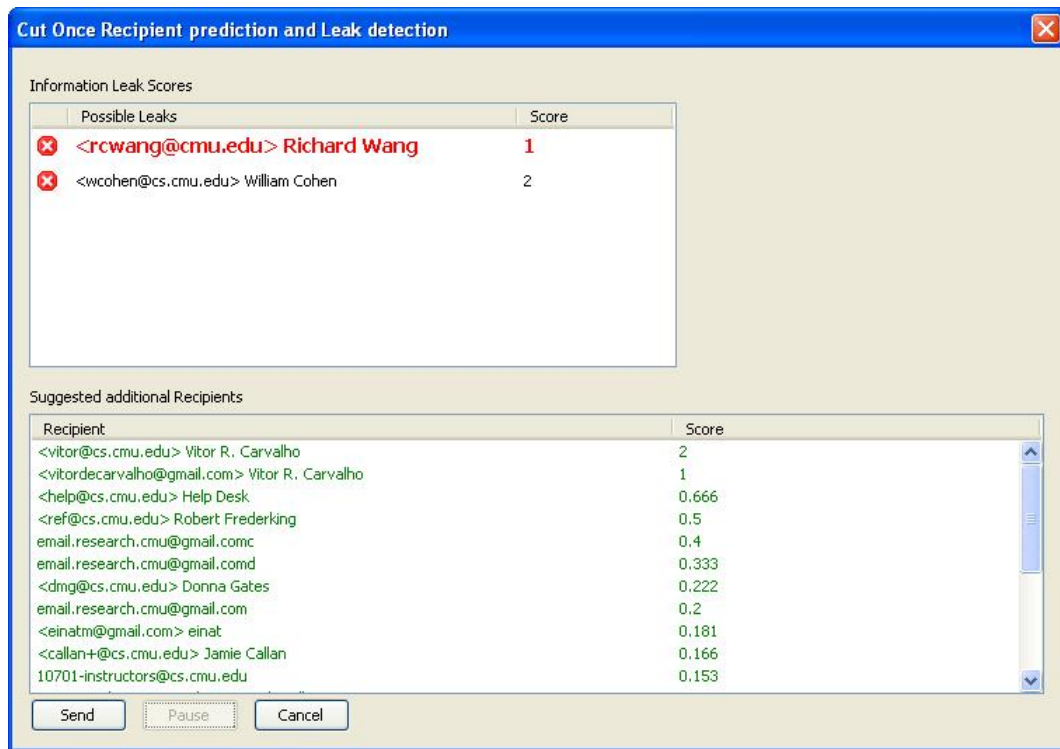 Cut Once Recipient prediction and Leak detection
Information Leak Scores
Possible Leaks Score
<rcwang@cmu.edu> Richard Wang 1
<wcohen@cs.cmu.edu> William Cohen 2
Suggested additional Recipients
Recipient Score
<vitor@cs.cmu.edu> Vitor R. Carvalho 2
<vitordecarvalho@gmail.com> Vitor R. Carvalho 1
<help@cs.cmu.edu> Help Desk 0.666
<ref@cs.cmu.edu> Robert Frederking 0.5
email.research.cmu@gmail.comc 0.4
email.research.cmu@gmail.comd 0.333
<dmg@cs.cmu.edu> Donna Gates 0.222
email.research.cmu@gmail.com 0.2
<einatm@gmail.com> einat 0.181
<callan+@cs.cmu.edu> Jamie Callan 0.166
10701-instructors@cs.cmu.edu 0.153
Send Pause Cancel